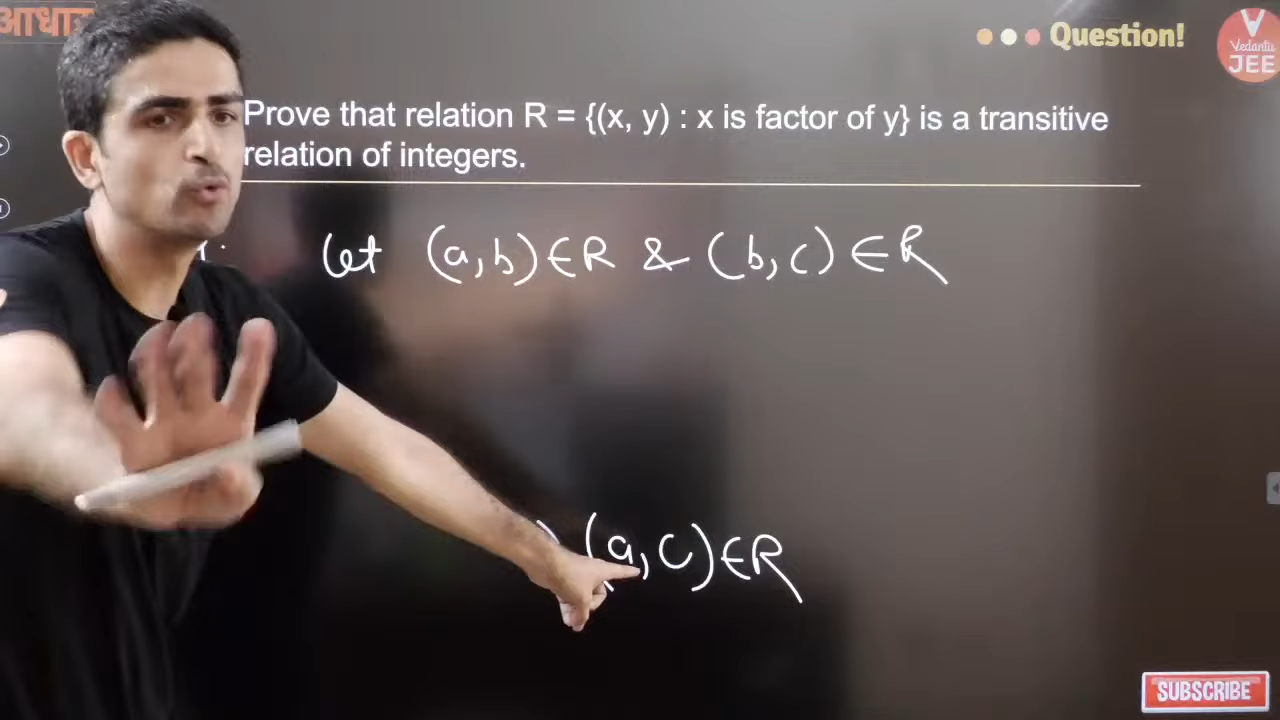 आधार
Question!
Vedantu
JEE
Prove that relation R = {(x, y) : x is factor of y} is a transitive
relation of integers.
Let (a,b)∈R & (b,c)∈R
(a,c)∈R
SUBSCRIBE